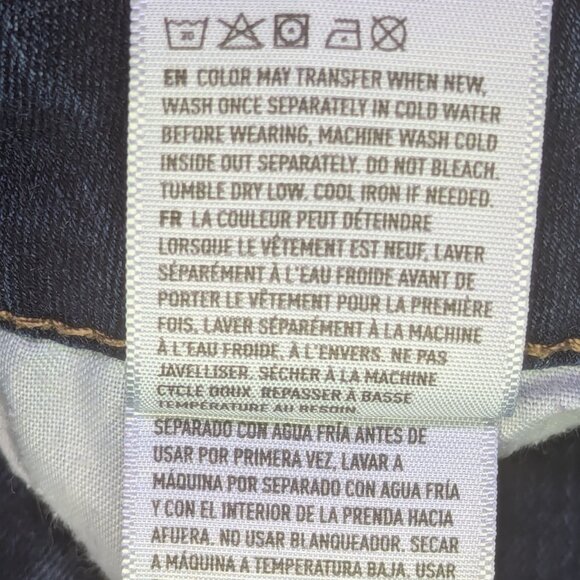 30
EN COLOR MAY TRANSFER WHEN NEW,
WASH ONCE SEPARATELY IN COLD WATER
BEFORE WEARING, MACHINE WASH COLD
INSIDE OUT SEPARATELY. DO NOT BLEACH.
TUMBLE DRY LOW. COOL IRON IF NEEDED.
FR LA COULEUR PEUT DÉTEINDRE
LORSQUE LE VÊTEMENT EST NEUF, LAVER
SÉPARÉMENT À L'EAU FROIDE AVANT DE
PORTER LE VÊTEMENT POUR LA PREMIÈRE
FOIS. LAVER SÉPARÉMENT À LA MACHINE
À L'EAU FROIDE, À L'ENVERS. NE PAS
JAVELLISER. SÉCHER À LA MACHINE
CYCLE DOUX. REPASSER À BASSE
TEMPÉRATURE AU BESOIN.
SEPARADO CON AGUA FRÍA ANTES DE
USAR POR PRIMERA VEZ, LAVAR A
MÁQUINA POR SEPARADO CON AGUA FRÍA
Y CON EL INTERIOR DE LA PRENDA HACIA
AFUERA. NO USAR BLANQUEADOR. SECAR
A MÁQUINA A TEMPERATURA BAJA. USAR